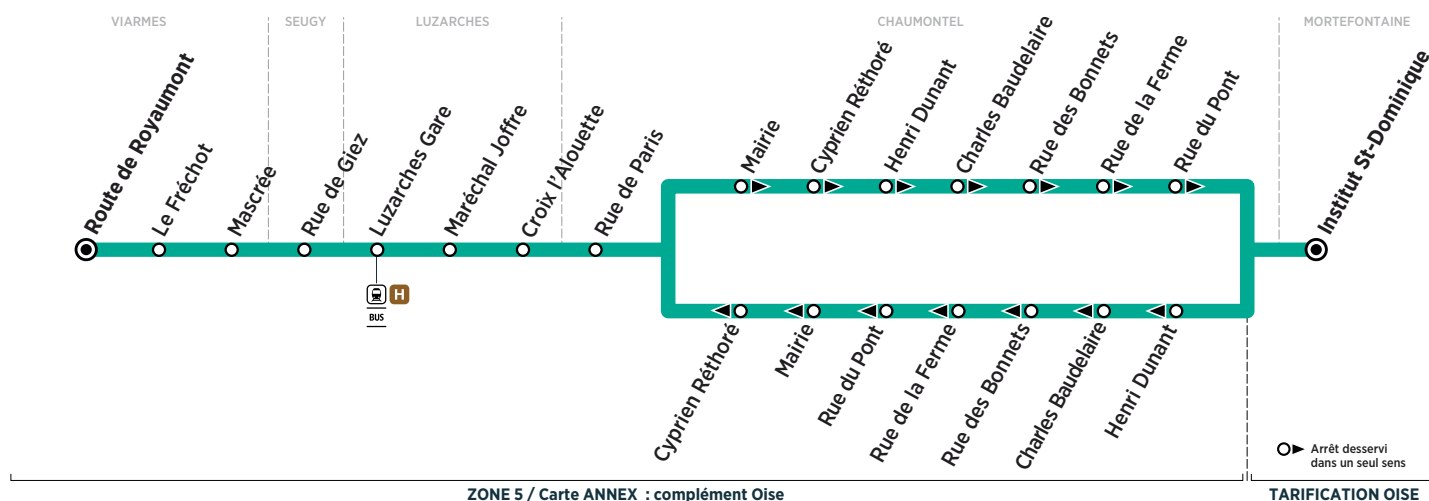 VIARMES
SEUGY
LUZARCHES
CHAUMONTEL
MORTEFONTAINE
Route de Royaumont
Le Fréchot
Mascrée
Rue de Giez
Luzarches Gare
Maréchal Joffre
Croix l'Alouette
Rue de Paris
Mairie
Cyprien Réthoré
Henri Dunant
Charles Baudelaire
Rue des Bonnets
Rue de la Ferme
Rue du Pont
Institut St-Dominique
H
BUS
Cyprien Réthoré
Mairie
Rue du Pont
Rue de la Ferme
Rue des Bonnets
Charles Baudelaire
Henri Dunant
Arrêt desservi
dans un seul sens
ZONE 5 / Carte ANNEX : complément Oise
TARIFICATION OISE